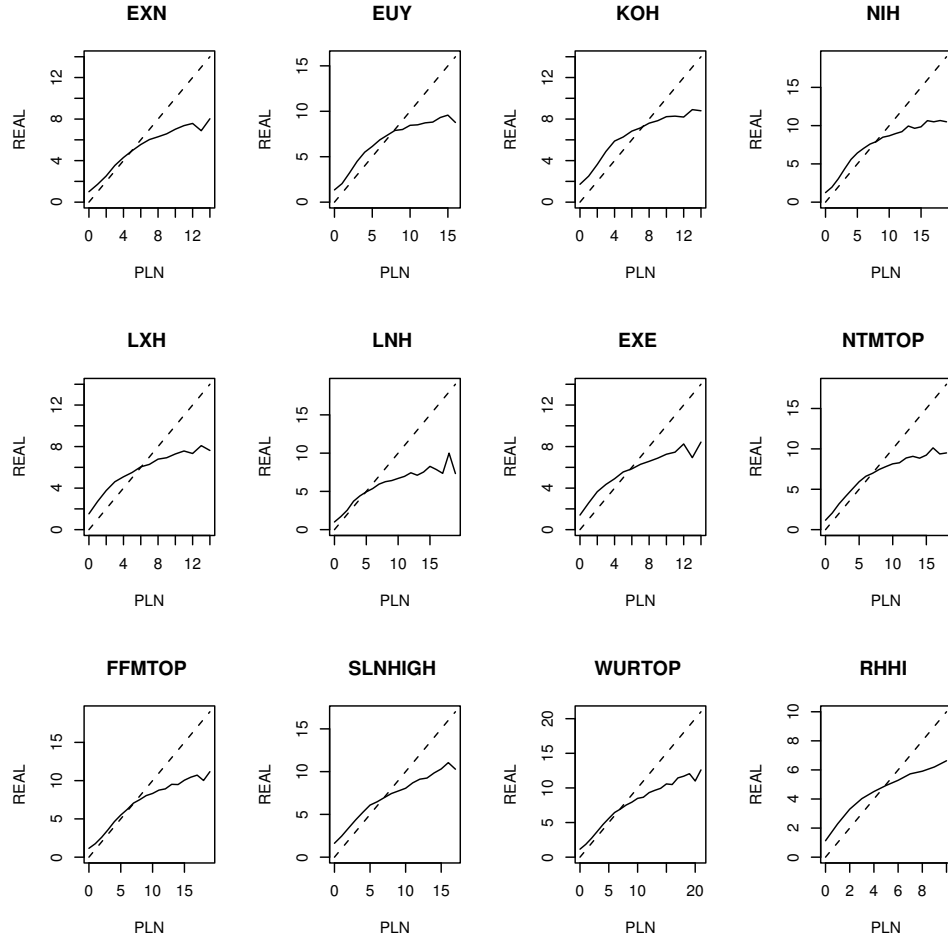 EXN EUY KOH NIH
REAL REAL REAL REAL
0 4 8 12 0 5 10 15 0 4 8 12 0 5 10 15
0 4 8 12 0 5 10 15 0 4 8 12 0 5 10 15
PLN PLN PLN PLN
LXH LNH EXE NTMTOP
REAL REAL REAL REAL
0 4 8 12 0 5 10 15 0 4 8 12 0 5 10 15
0 4 8 12 0 5 10 15 0 4 8 12 0 5 10 15
PLN PLN PLN PLN
FFMTOP SLNHIGH WURTOP RHHI
REAL REAL REAL REAL
0 5 10 15 0 5 10 15 0 5 10 15 20 0 2 4 6 8 10
0 5 10 15 0 5 10 15 0 5 10 20 0 2 4 6 8
PLN PLN PLN PLN